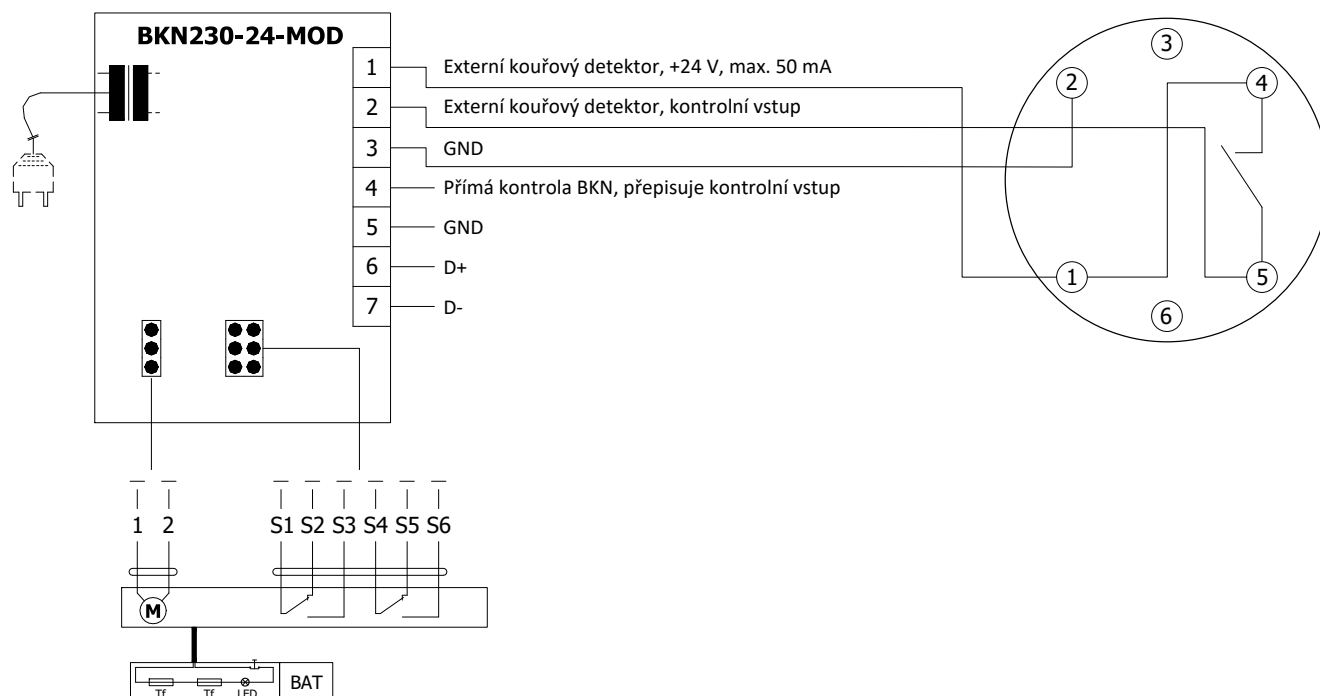 BKN230-24-MOD
1 Externí kouřový detektor, +24 V, max. 50 mA
2 Externí kouřový detektor, kontrolní vstup
3 GND
4 Přímá kontrola BKN, přepisuje kontrolní vstup
5 GND
6 D+
7 D-
3
2 4
1 5
6
1 2 S1 S2 S3 S4 S5 S6
M
BAT
Tf Tf LED